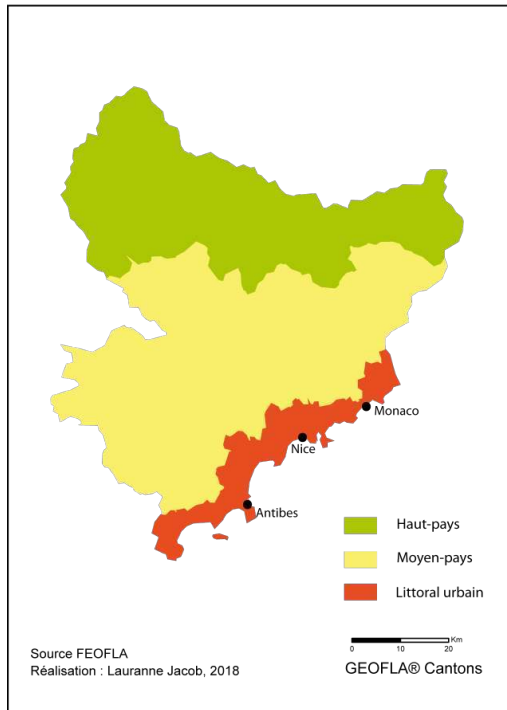 Monaco
Nice
Antibes
Haut-pays
Moyen-pays
Littoral urbain
Source FEOFLA
Réalisation : Lauranne Jacob, 2018
Km
0 10 20
GEOFLA® Cantons